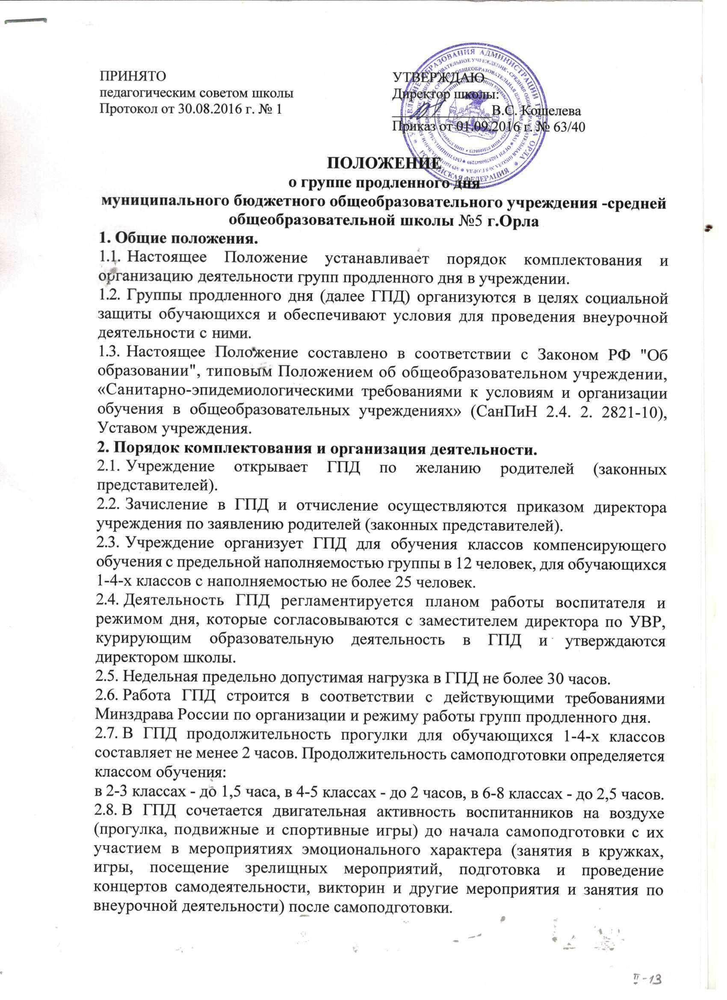 ПРИНЯТО
педагогическим советом школы
Протокол от 30.08.2016 г. № 1
УТВЕРЖДАЮ
Директор школы:
В.С. Кошелева
Приказ от 01.09.2016 г. № 63/40
УПРАВЛЕНИЕ ОБРАЗОВАНИЯ АДМИНИСТРАЦИИ ГОРОДА ОРЛА
РОССИЙСКАЯ ФЕДЕРАЦИЯ
ПОЛОЖЕНИЕ
о группе продленного дня
муниципального бюджетного общеобразовательного учреждения -средней
общеобразовательной школы №5 г.Орла
1. Общие положения.
1.1. Настоящее Положение устанавливает порядок комплектования и
организацию деятельности групп продленного дня в учреждении.
1.2. Группы продленного дня (далее ГПД) организуются в целях социальной
защиты обучающихся и обеспечивают условия для проведения внеурочной
деятельности с ними.
1.3. Настоящее Положение составлено в соответствии с Законом РФ "Об
образовании", типовым Положением об общеобразовательном учреждении,
«Санитарно-эпидемиологическими требованиями к условиям и организации
обучения в общеобразовательных учреждениях» (СанПиН 2.4. 2. 2821-10),
Уставом учреждения.
2. Порядок комплектования и организация деятельности.
2.1. Учреждение открывает ГПД по желанию родителей (законных
представителей).
2.2. Зачисление в ГПД и отчисление осуществляются приказом директора
учреждения по заявлению родителей (законных представителей).
2.3. Учреждение организует ГПД для обучения классов компенсирующего
обучения с предельной наполняемостью группы в 12 человек, для обучающихся
1-4-х классов с наполняемостью не более 25 человек.
2.4. Деятельность ГПД регламентируется планом работы воспитателя и
режимом дня, которые согласовываются с заместителем директора по УВР,
курирующим образовательную деятельность в ГПД и утверждаются
директором школы.
2.5. Недельная предельно допустимая нагрузка в ГПД не более 30 часов.
2.6. Работа ГПД строится в соответствии с действующими требованиями
Минздрава России по организации и режиму работы групп продленного дня.
2.7. В ГПД продолжительность прогулки для обучающихся 1-4-х классов
составляет не менее 2 часов. Продолжительность самоподготовки определяется
классом обучения:
в 2-3 классах - до 1,5 часа, в 4-5 классах - до 2 часов, в 6-8 классах - до 2,5 часов.
2.8. В ГПД сочетается двигательная активность воспитанников на воздухе
(прогулка, подвижные и спортивные игры) до начала самоподготовки с их
участием в мероприятиях эмоционального характера (занятия в кружках,
игры, посещение зрелищных мероприятий, подготовка и проведение
концертов самодеятельности, викторин и другие мероприятия и занятия по
внеурочной деятельности) после самоподготовки.
II-13